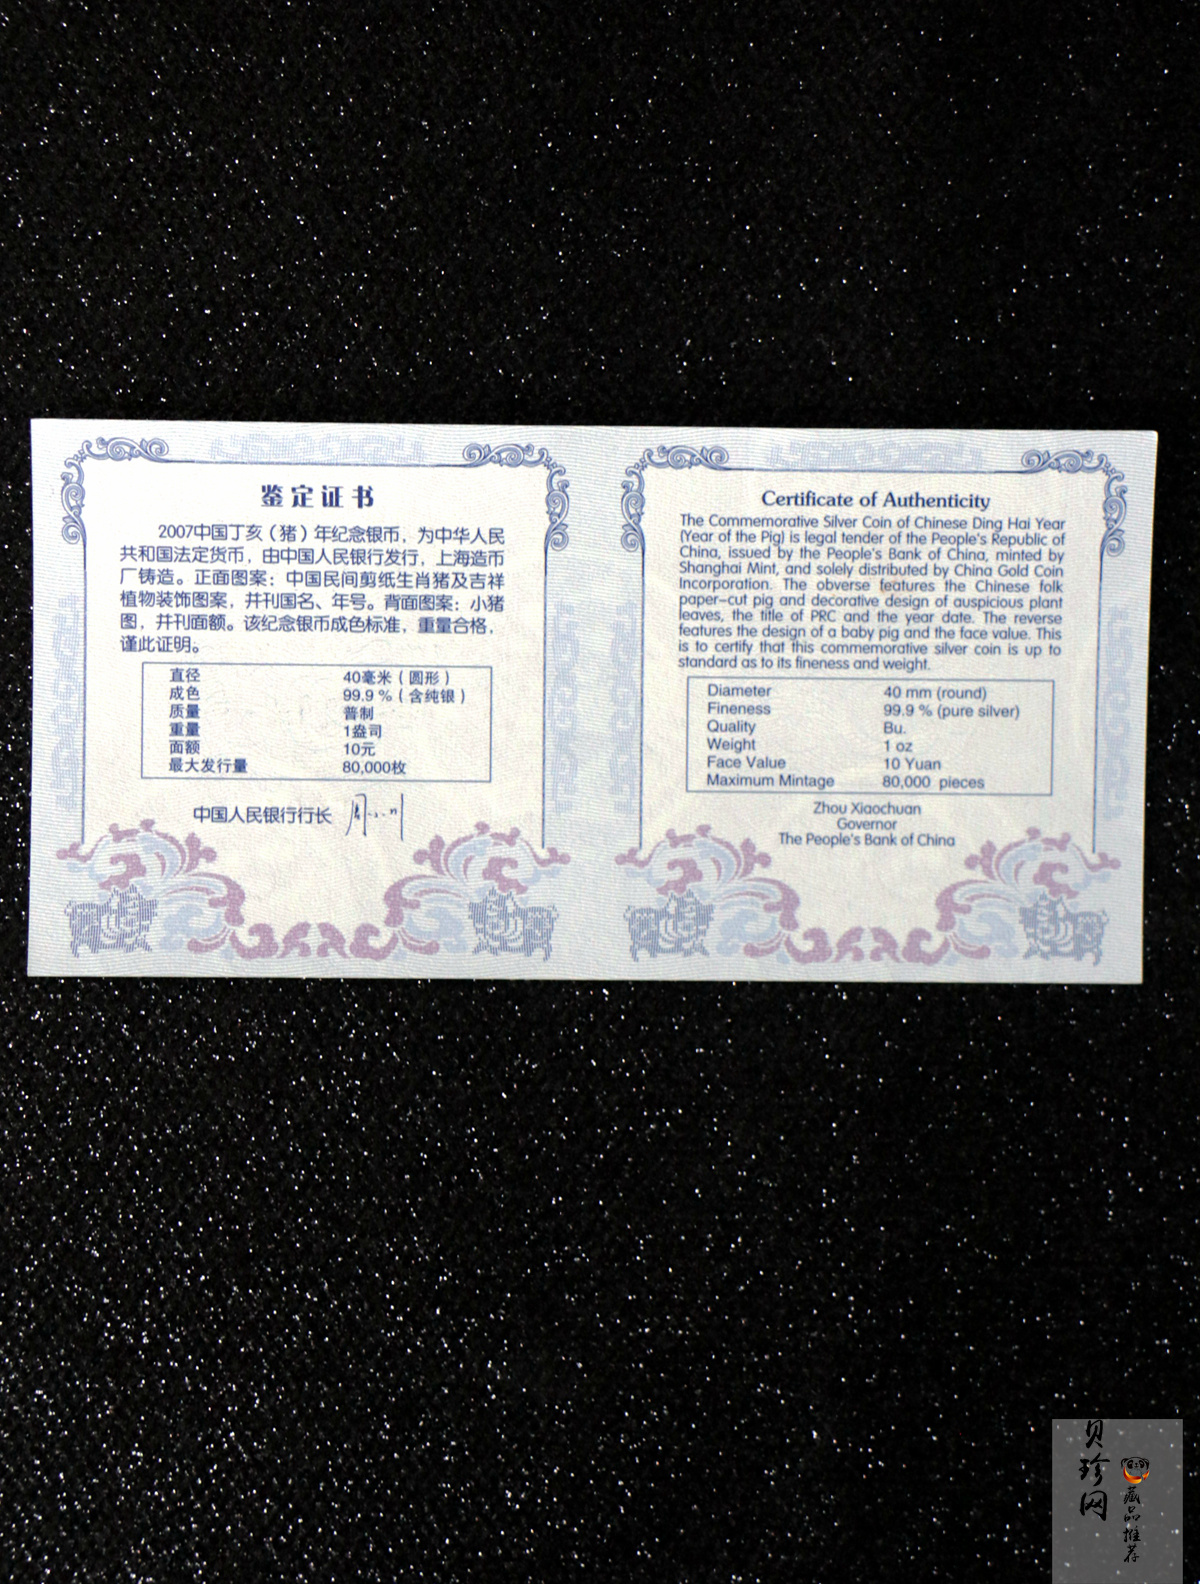 鉴定证书
2007中国丁亥（猪）年纪念银币，为中华人民
共和国法定货币，由中国人民银行发行，上海造币
厂铸造。正面图案：中国民间剪纸生肖猪及吉祥
植物装饰图案，并刊国名、年号。背面图案：小猪
图，并刊面额。该纪念银币成色标准，重量合格，
谨此证明。
直径 40毫米（圆形）
成色 99.9％（含纯银）
质量 普制
重量 1盎司
面额 10元
最大发行量 80,000枚
中国人民银行行长
Certificate of Authenticity
The Commemorative Silver Coin of Chinese Ding Hai Year
(Year of the Pig) is legal tender of the People's Republic of
China, issued by the People's Bank of China, minted by
Shanghai Mint, and solely distributed by China Gold Coin
Incorporation. The obverse features the Chinese folk
paper-cut pig and decorative design of auspicious plant
leaves, the title of PRC and the year date. The reverse
features the design of a baby pig and the face value. This
is to certify that this commemorative silver coin is up to
standard as to its fineness and weight.
Diameter 40 mm (round)
Fineness 99.9 % (pure silver)
Quality Bu.
Weight 1 oz
Face Value 10 Yuan
Maximum Mintage 80,000 pieces
Zhou Xiaochuan
Governor
The People's Bank of China
贝珍网
藏品推荐